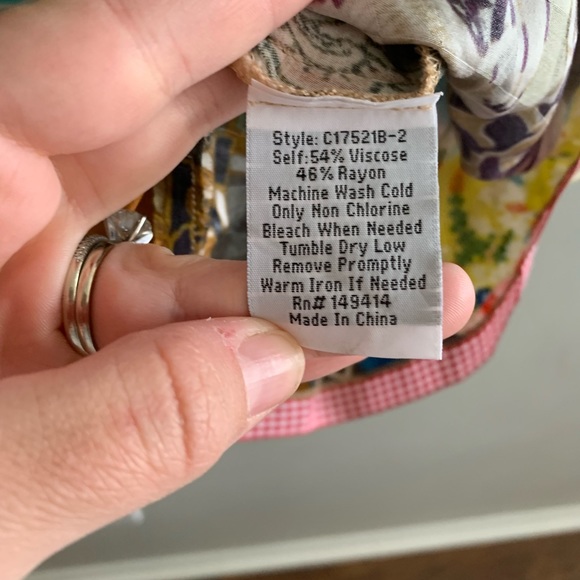 Style: C17521B-2
Self:54% Viscose
46% Rayon
Machine Wash Cold
Only Non Chlorine
Bleach When Needed
Tumble Dry Low
Remove Promptly
Warm Iron If Needed
Rn# 149414
Made In China